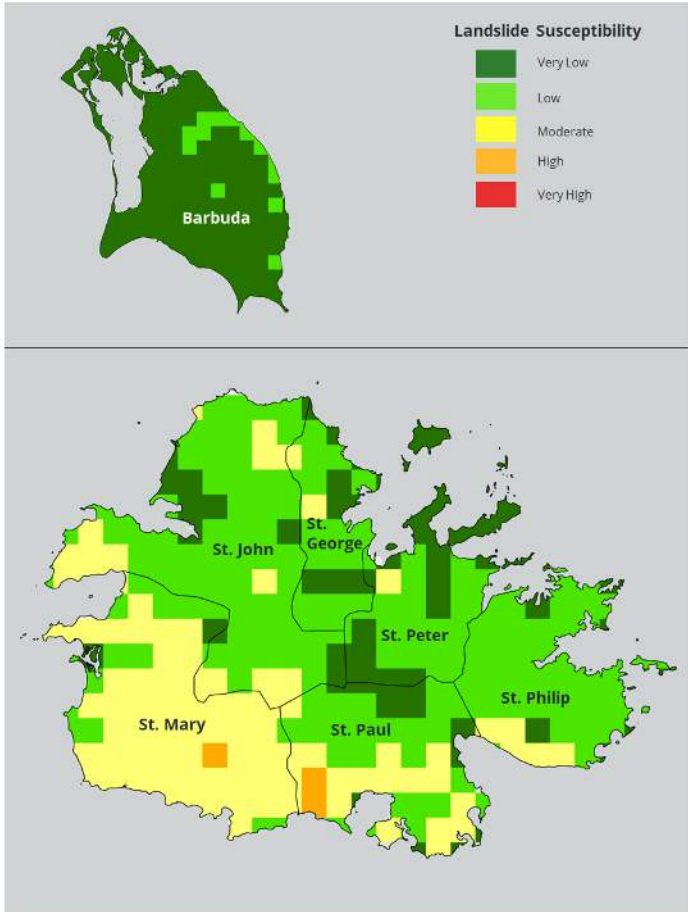 Landslide Susceptibility
Very Low
Low
Moderate
High
Very High
Barbuda
St. John
St.
George
St. Peter
St. Philip
St. Mary
St. Paul